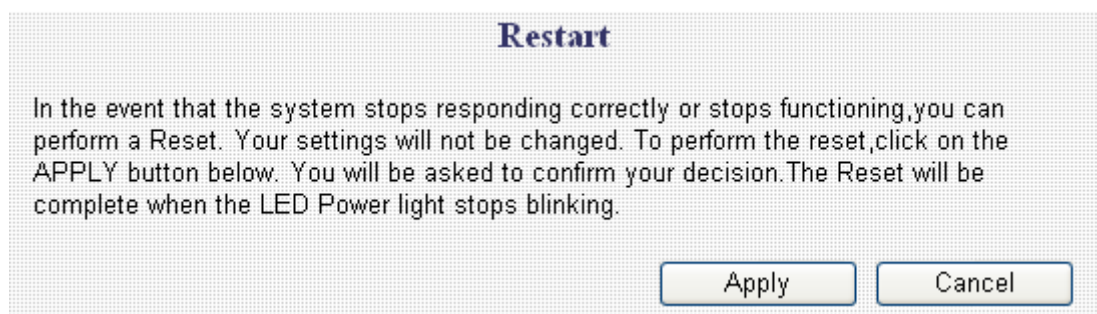 Restart
In the event that the system stops responding correctly or stops functioning,you can
perform a Reset. Your settings will not be changed. To perform the reset,click on the
APPLY button below. You will be asked to confirm your decision.The Reset will be
complete when the LED Power light stops blinking.
Apply Cancel